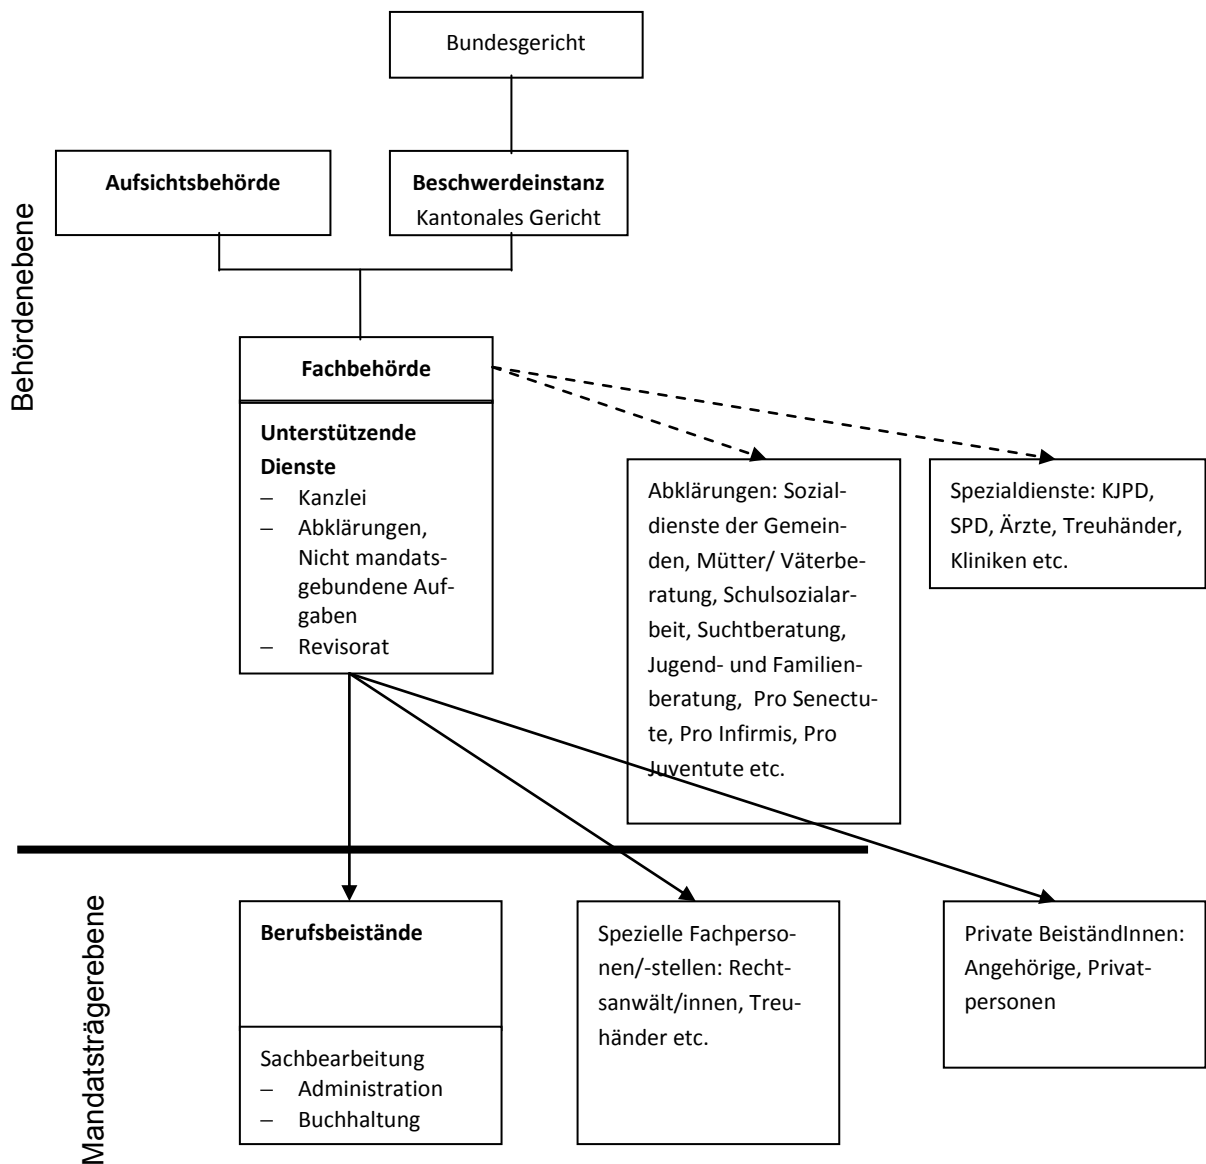 Bundesgericht
Aufsichtsbehörde
Beschwerdeinstanz
Kantonales Gericht
Behördenebene
Fachbehörde
Unterstützende
Dienste
– Kanzlei
– Abklärungen,
Nicht mandats-
gebundene Auf-
gaben
– Revisorat
Abklärungen: Sozial-
dienste der Gemein-
den, Mütter/ Väterbe-
ratung, Schulsozialar-
beit, Suchtberatung,
Jugend- und Familien-
beratung,  Pro Senectu-
te, Pro Infirmis, Pro
Juventute etc.
Spezialdienste: KJPD,
SPD, Ärzte, Treuhänder,
Kliniken etc.
Mandatsträgerebene
Berufsbeistände
Sachbearbeitung
– Administration
– Buchhaltung
Spezielle Fachperso-
nen/-stellen: Rechts-
anwält/innen, Treu-
händer etc.
Private BeiständInnen:
Angehörige, Privat-
personen